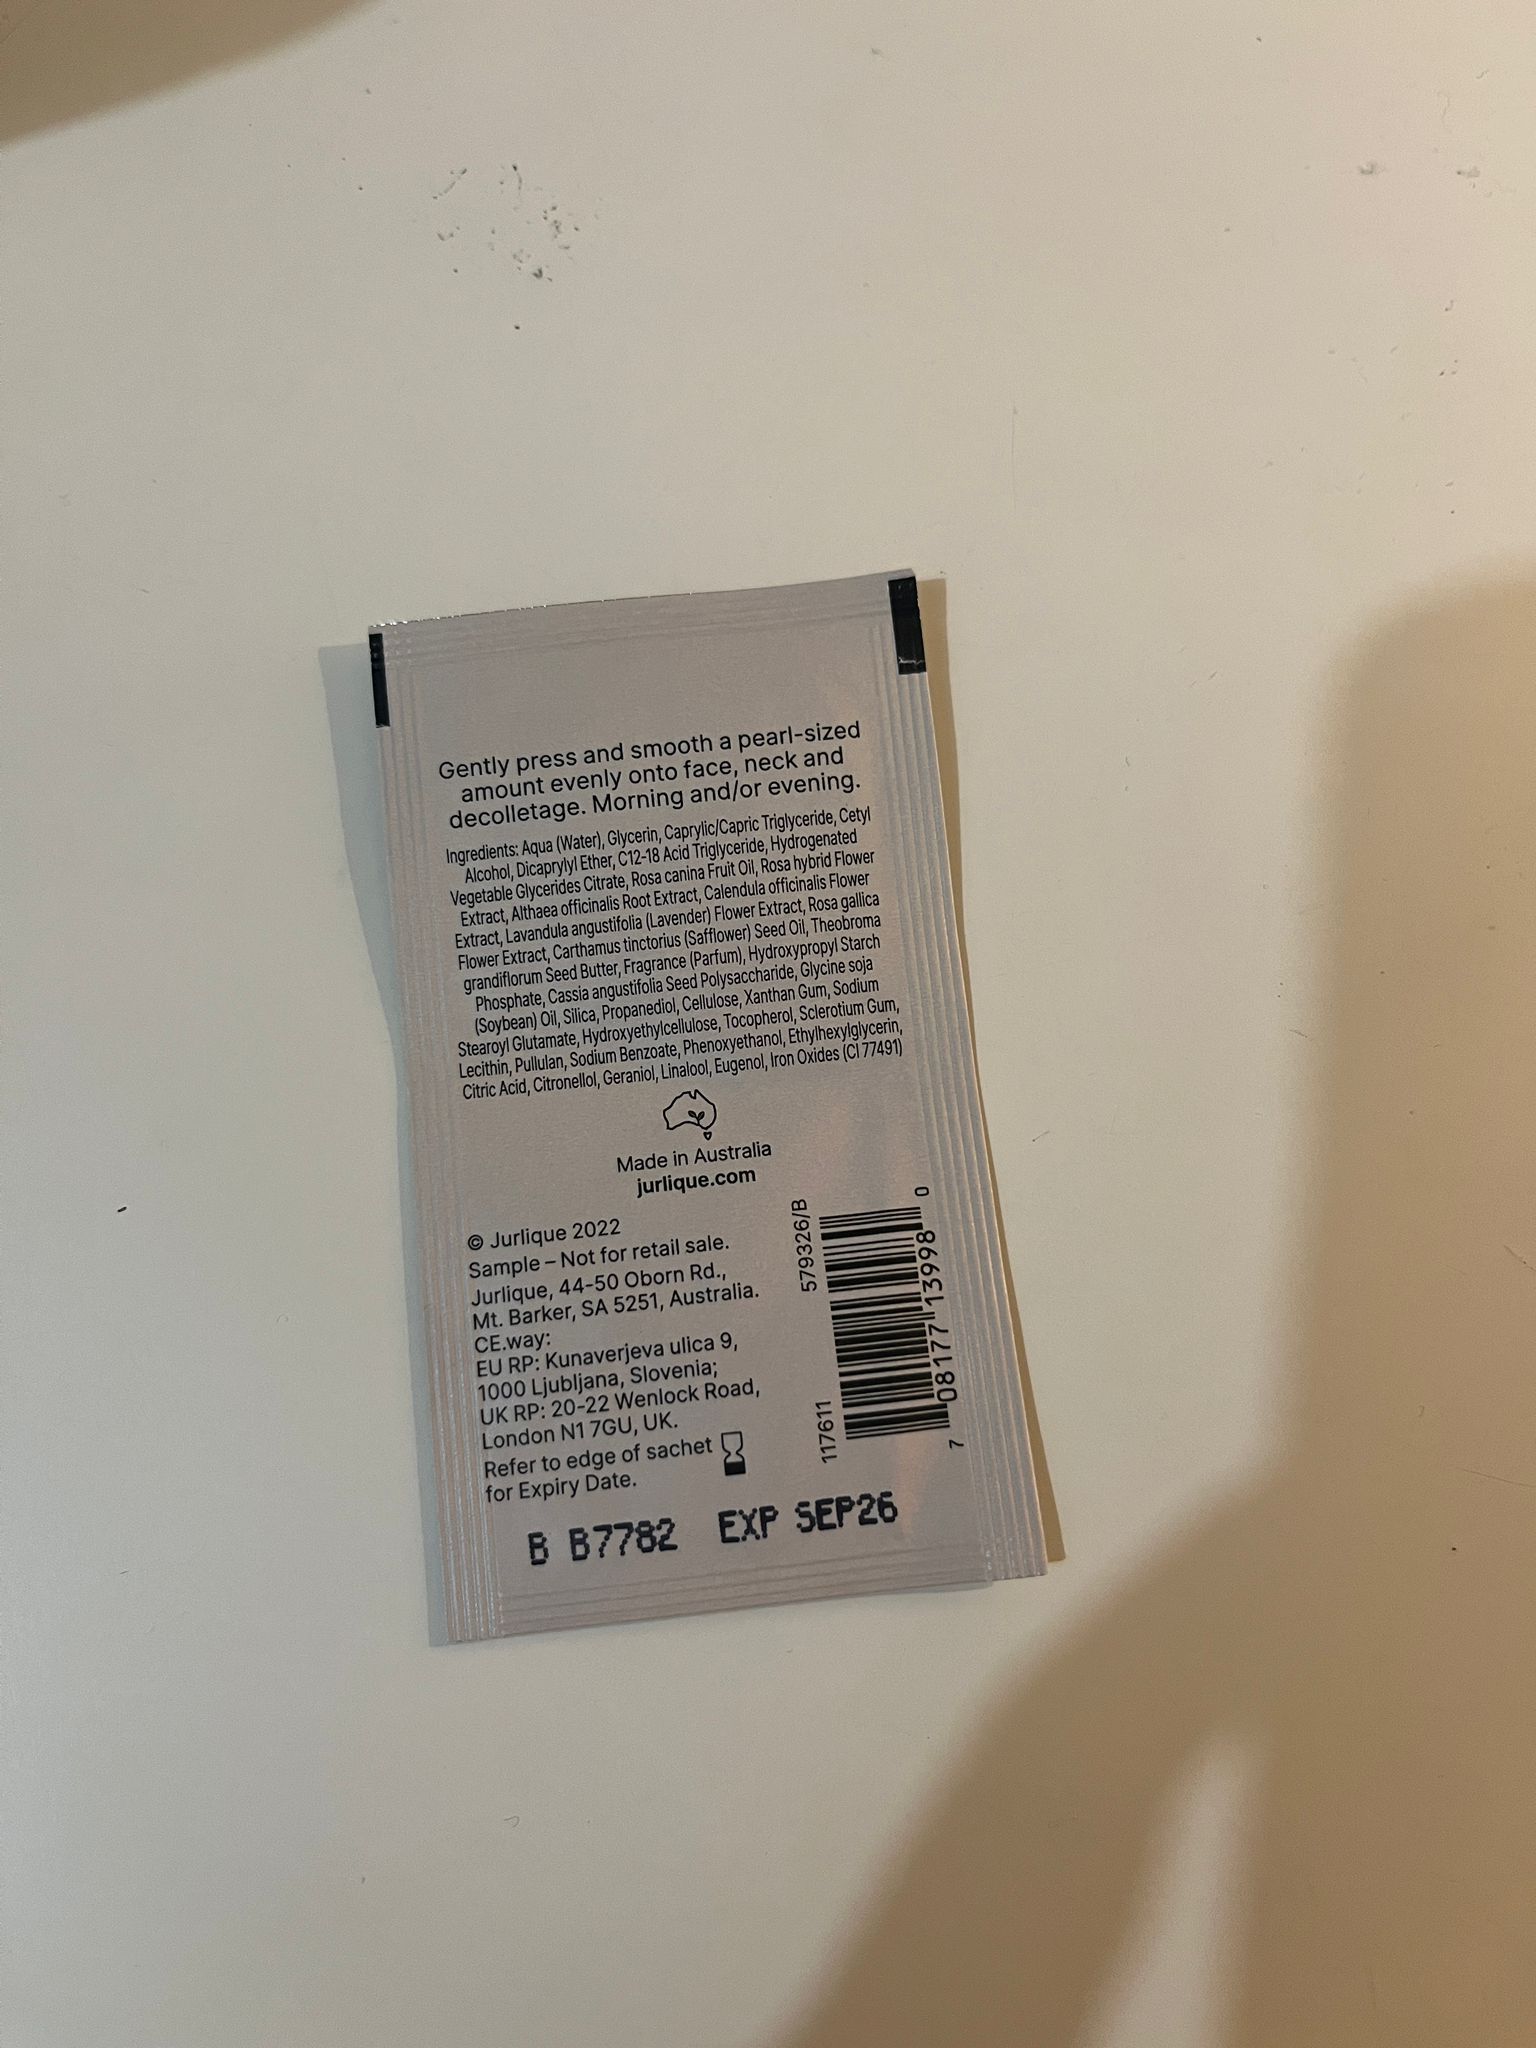 Gently press and smooth a pearl-sized
amount evenly onto face, neck and
decolletage. Morning and/or evening.
Ingredients: Aqua (Water), Glycerin, Caprylic/Capric Triglyceride, Cetyl
Alcohol, Dicaprylyl Ether, C12-18 Acid Triglyceride, Hydrogenated
Vegetable Glycerides Citrate, Rosa canina Fruit Oil, Rosa hybrid Flower
Extract, Althaea officinalis Root Extract, Calendula officinalis Flower
Extract, Lavandula angustifolia (Lavender) Flower Extract, Rosa gallica
Flower Extract, Carthamus tinctorius (Safflower) Seed Oil, Theobroma
grandiflorum Seed Butter, Fragrance (Parfum), Hydroxypropyl Starch
Phosphate, Cassia angustifolia Seed Polysaccharide, Glycine soja
(Soybean) Oil, Silica, Propanediol, Cellulose, Xanthan Gum, Sodium
Stearoyl Glutamate, Hydroxyethylcellulose, Tocopherol, Sclerotium Gum,
Lecithin, Pullulan, Sodium Benzoate, Phenoxyethanol, Ethylhexylglycerin,
Citric Acid, Citronellol, Geraniol, Linalool, Eugenol, Iron Oxides (CI 77491)
Made in Australia
jurlique.com
© Jurlique 2022
Sample – Not for retail sale.
Jurlique, 44-50 Oborn Rd.,
Mt. Barker, SA 5251, Australia.
CE.way:
EU RP: Kunaverjeva ulica 9,
1000 Ljubljana, Slovenia;
UK RP: 20-22 Wenlock Road,
London N1 7GU, UK.
Refer to edge of sachet
for Expiry Date.
117611 579326/B
7 08177 13998 0
B B7782 EXP SEP26